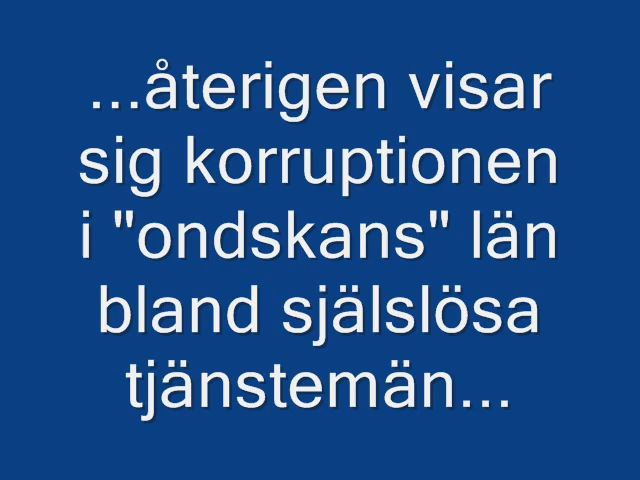 ...återigen visar
sig korruptionen
i "ondskans" län
bland själslösa
tjänstemän...